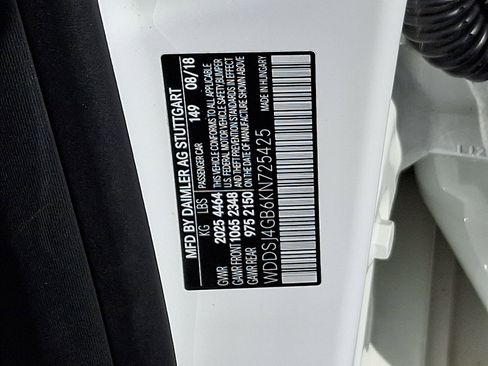 MFD BY DAIMLER AG STUTTGART
PASSENGER CAR 149 08/18
KG LBS THIS VEHICLE CONFORMS TO ALL APPLICABLE
GVWR 2025 4464 U.S. FEDERAL MOTOR VEHICLE SAFETY, BUMPER
GAWR FRONT 1065 2348 AND THEFT PREVENTION STANDARDS IN EFFECT
GAWR REAR 975 2150 ON THE DATE OF MANUFACTURE SHOWN ABOVE
MADE IN HUNGARY
WDDSJ4GB6KN725425